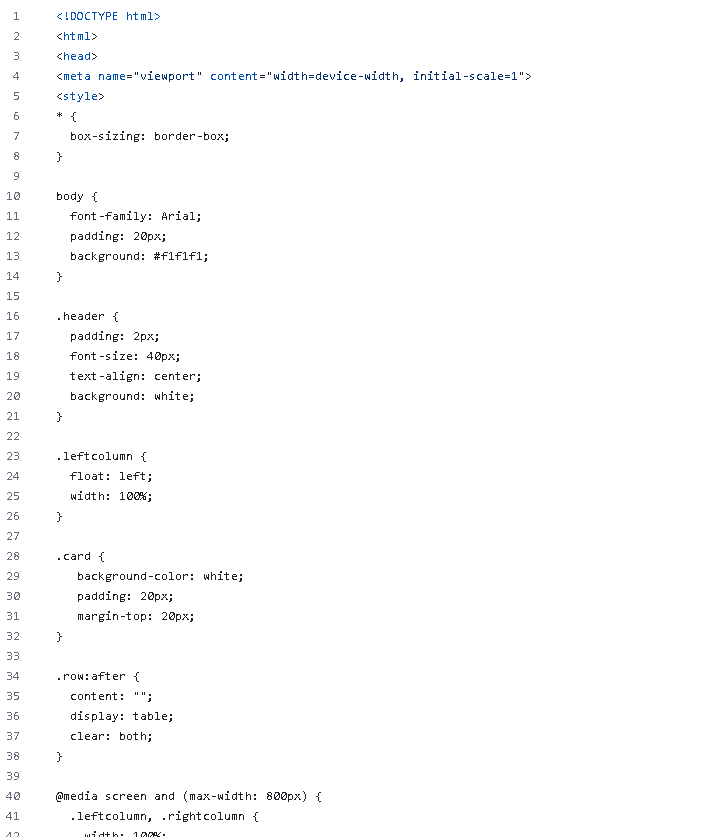 1 <!DOCTYPE html>
2 <html>
3 <head>
4 <meta name="viewport" content="width=device-width, initial-scale=1">
5 <style>
6 * {
7   box-sizing: border-box;
8 }
9
10 body {
11   font-family: Arial;
12   padding: 20px;
13   background: #f1f1f1;
14 }
15
16 .header {
17   padding: 2px;
18   font-size: 40px;
19   text-align: center;
20   background: white;
21 }
22
23 .leftcolumn {
24   float: left;
25   width: 100%;
26 }
27
28 .card {
29    background-color: white;
30    padding: 20px;
31    margin-top: 20px;
32 }
33
34 .row:after {
35   content: "";
36   display: table;
37   clear: both;
38 }
39
40 @media screen and (max-width: 800px) {
41   .leftcolumn, .rightcolumn {
42     width: 100%;